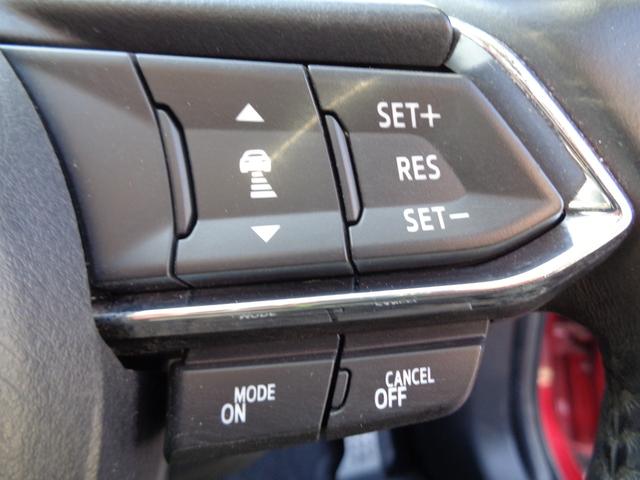 SET+
RES
SET−
MODE
ON
CANCEL
OFF